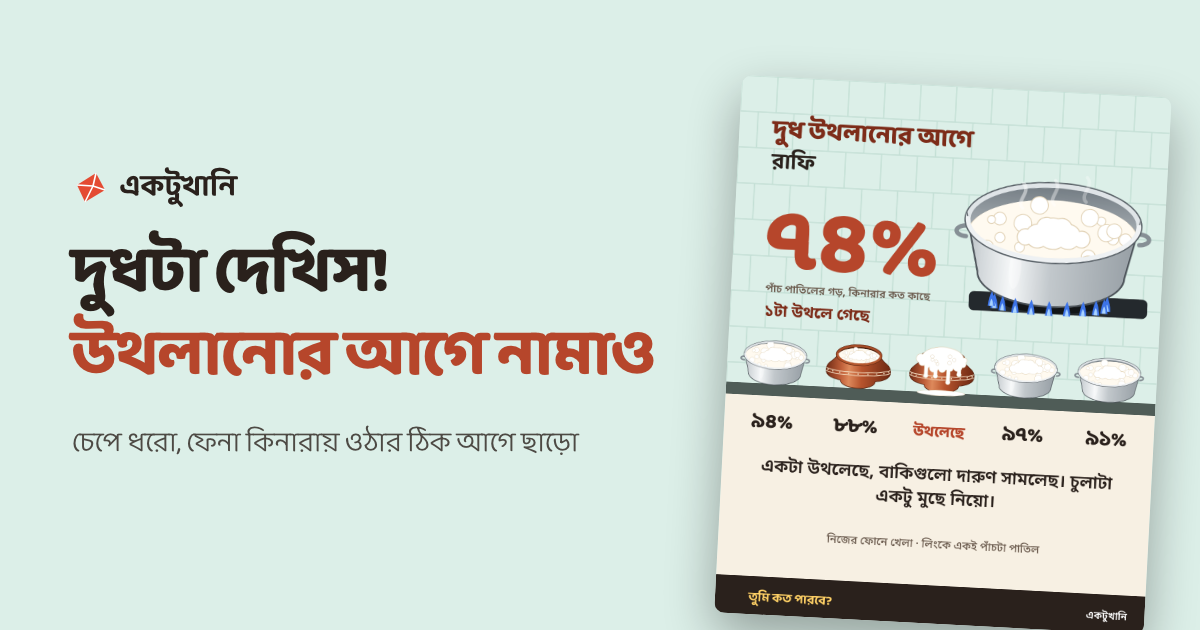 একটুখানি
দুধটা দেখিস!
উথলানোর আগে নামাও
চেপে ধরো, ফেনা কিনারায় ওঠার ঠিক আগে ছাড়ো
দুধ উথলানোর আগে
রাফি
৭৪%
পাঁচ পাতিলের গড়, কিনারার কত কাছে
১টা উথলে গেছে
৯৪% ৮৮% উথলেছে ৯৭% ৯১%
একটা উথলেছে, বাকিগুলো দারুণ সামলেছ। চুলাটা
একটু মুছে নিয়ো।
নিজের ফোনে খেলা · লিংকে একই পাঁচটা পাতিল
তুমি কত পারবে?
একটুখানি